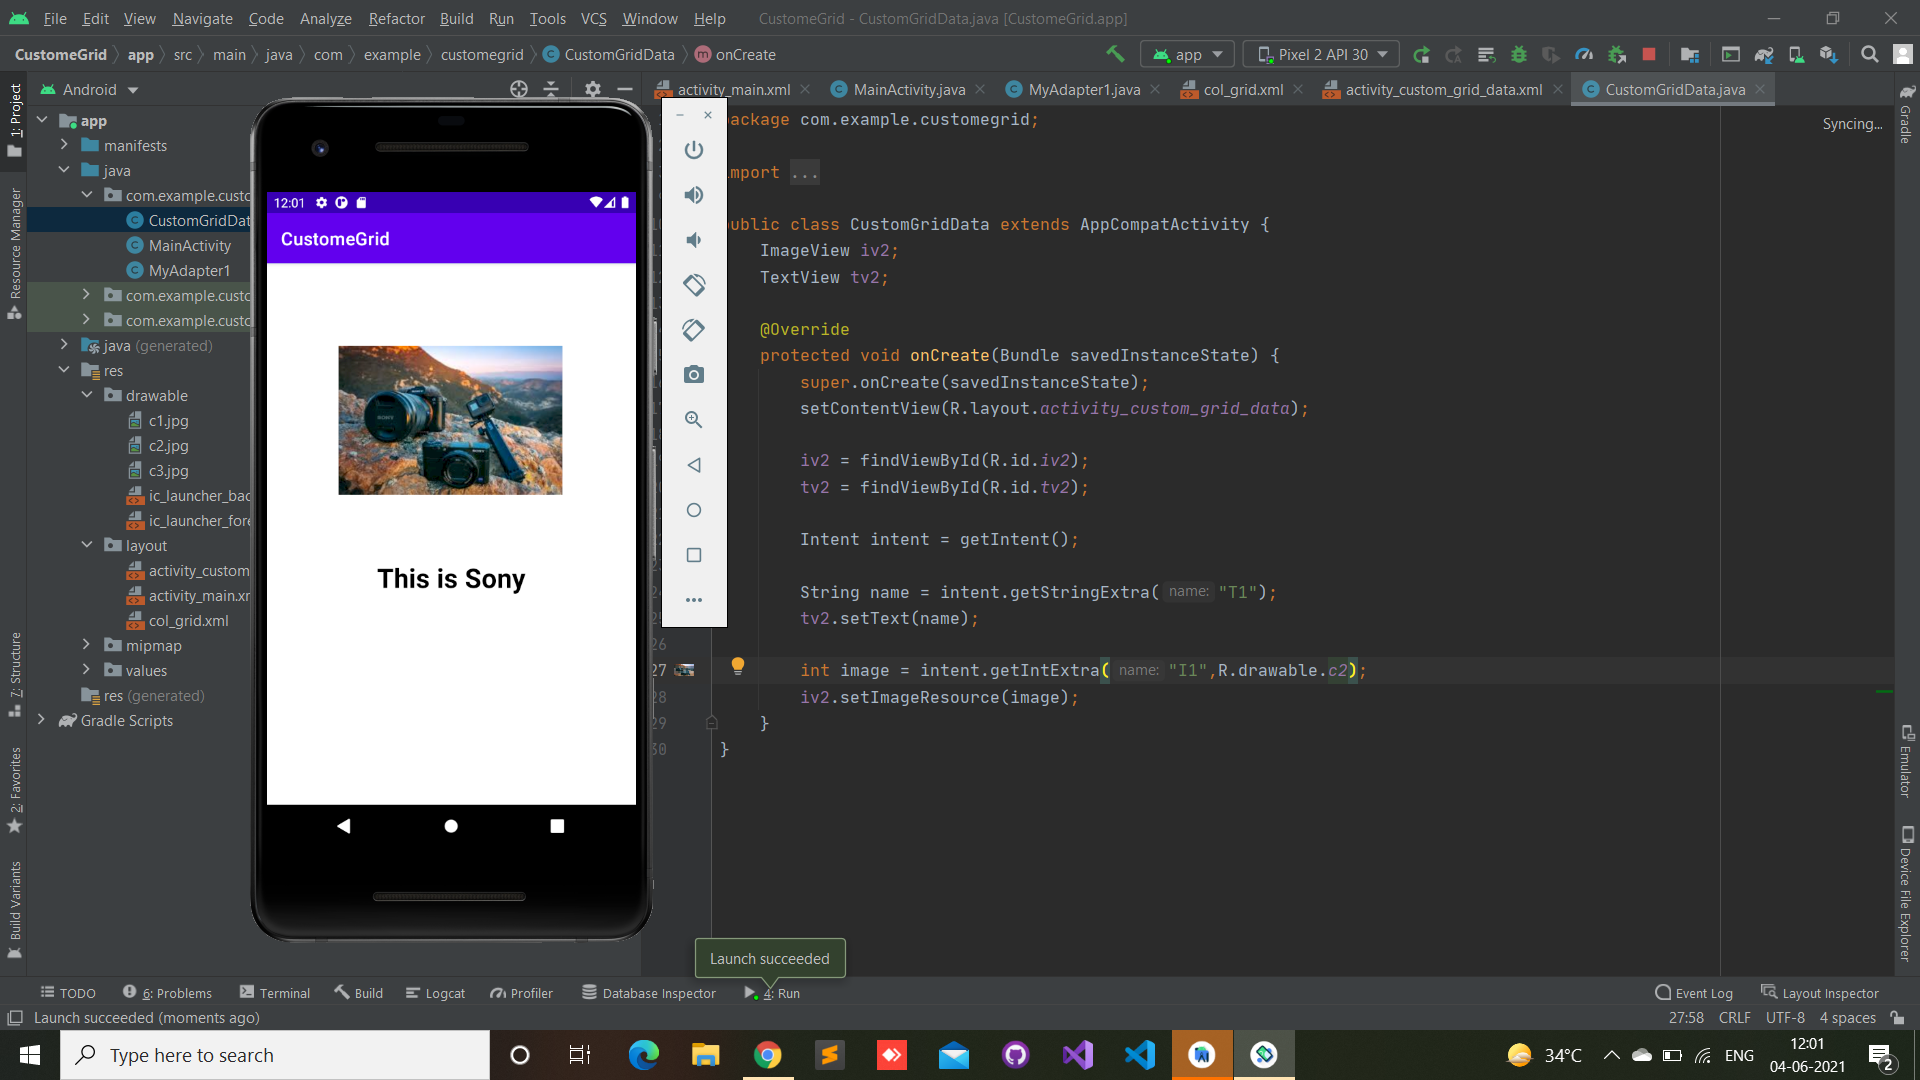 File Edit View Navigate Code Analyze Refactor Build Run Tools VCS Window Help CustomeGrid - CustomGridData.java [CustomeGrid.app]
CustomeGrid app src main java com example customegrid CustomGridData onCreate app Pixel 2 API 30
Android
activity_main.xml MainActivity.java MyAdapter1.java col_grid.xml activity_custom_grid_data.xml CustomGridData.java
1: Project
Resource Manager
7: Structure
2: Favorites
Build Variants
app
manifests
java
com.example.custo
CustomGridDat
MainActivity
MyAdapter1
com.example.custo
com.example.custo
java (generated)
res
drawable
c1.jpg
c2.jpg
c3.jpg
ic_launcher_bac
ic_launcher_fore
layout
activity_custom
activity_main.xm
col_grid.xml
mipmap
values
res (generated)
Gradle Scripts
12:01
CustomeGrid
SONY
This is Sony
package com.example.customegrid;
import ...
public class CustomGridData extends AppCompatActivity {
ImageView iv2;
TextView tv2;
@Override
protected void onCreate(Bundle savedInstanceState) {
super.onCreate(savedInstanceState);
setContentView(R.layout.activity_custom_grid_data);
iv2 = findViewById(R.id.iv2);
tv2 = findViewById(R.id.tv2);
Intent intent = getIntent();
String name = intent.getStringExtra( name: "T1");
tv2.setText(name);
26
27 int image = intent.getIntExtra( name: "I1",R.drawable.c2);
28 iv2.setImageResource(image);
29 }
30 }
Syncing...
Gradle
Emulator
Device File Explorer
Launch succeeded
TODO 6: Problems Terminal Build Logcat Profiler Database Inspector 4: Run Event Log Layout Inspector
Launch succeeded (moments ago) 27:58 CRLF UTF-8 4 spaces
Type here to search 34°C ENG 12:01
04-06-2021 2